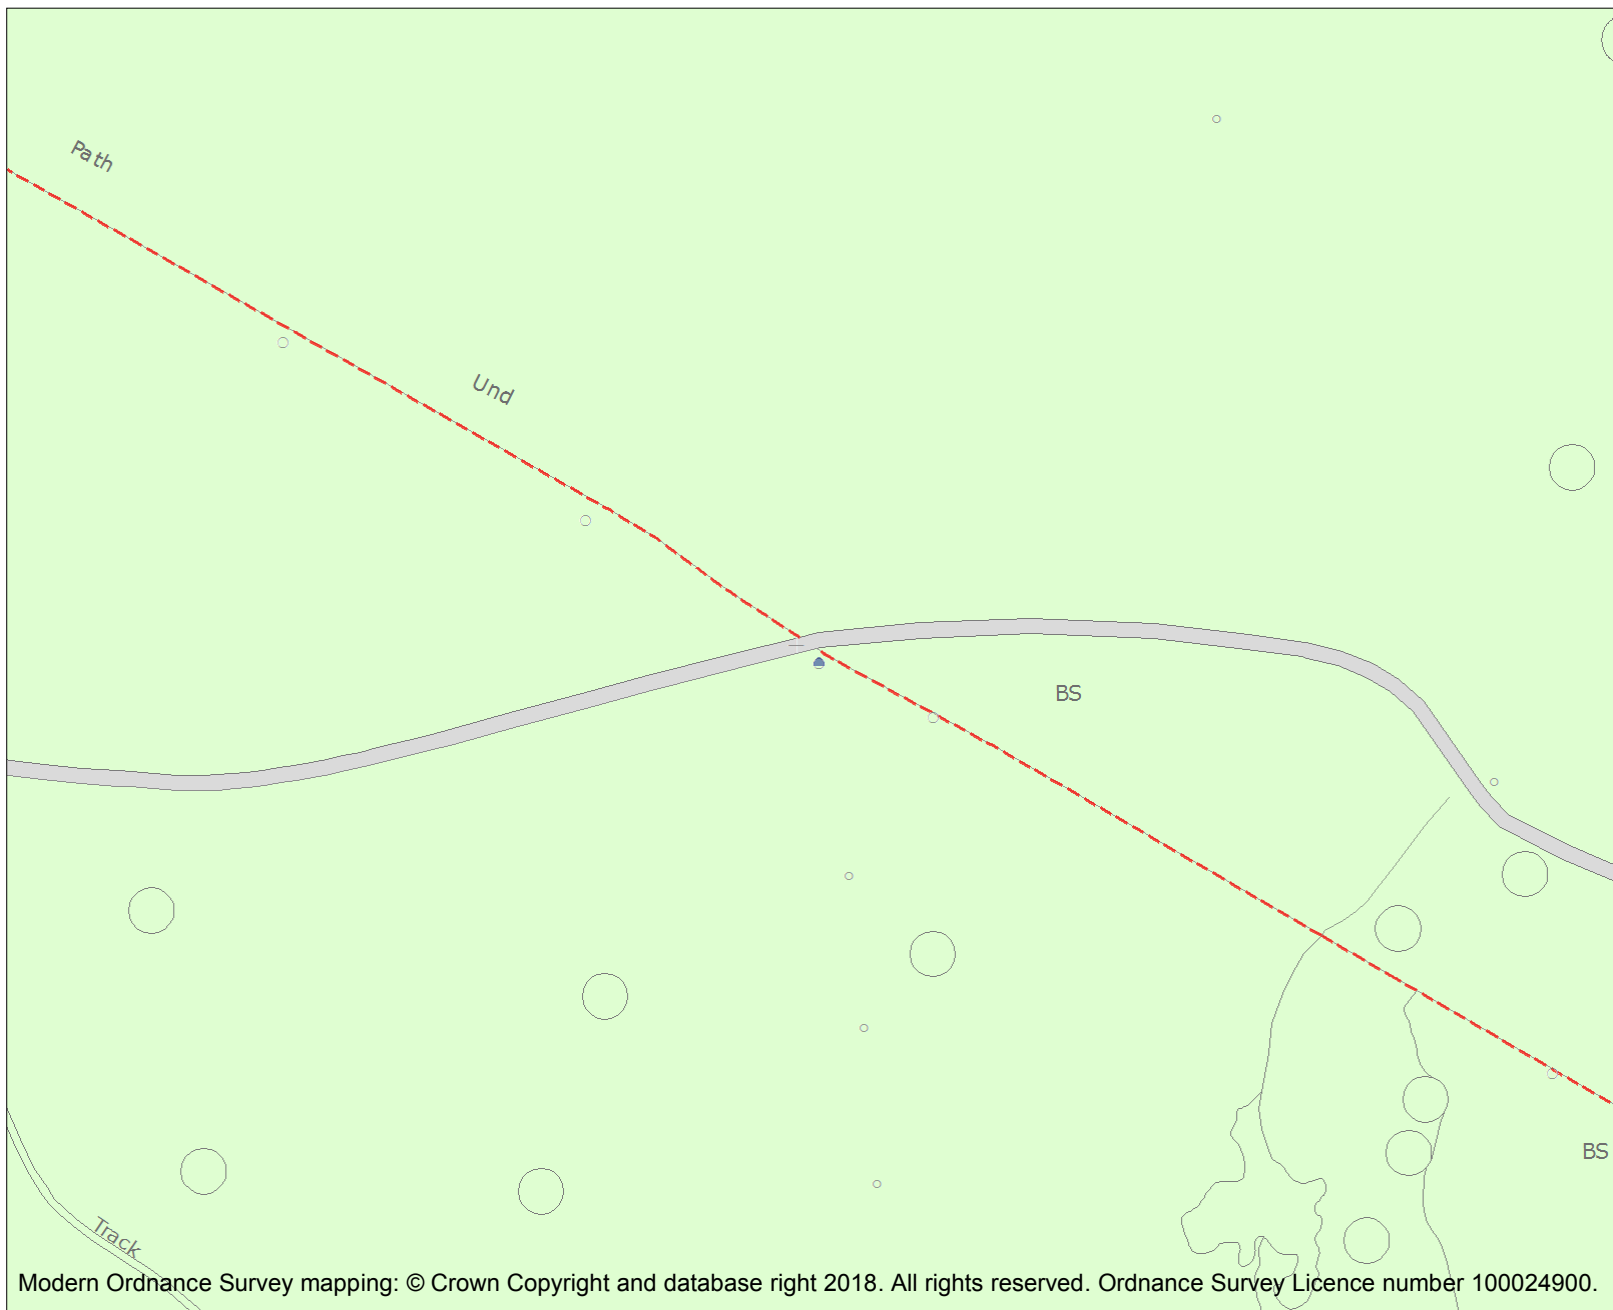 Path
Und
BS
BS
Track
Modern Ordnance Survey mapping: © Crown Copyright and database right 2018. All rights reserved. Ordnance Survey Licence number 100024900.